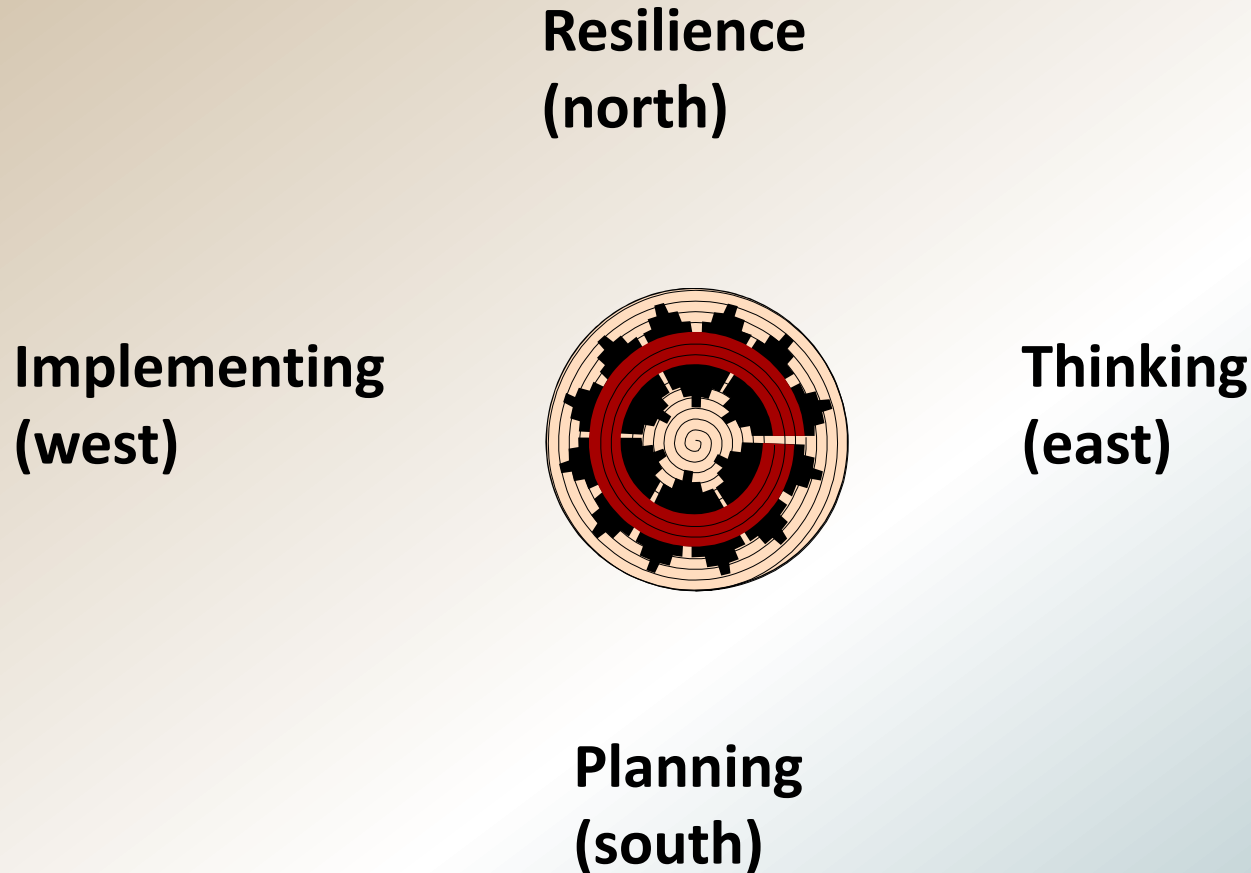 Resilience
(north)
Implementing
(west)
Thinking
(east)
Planning
(south)